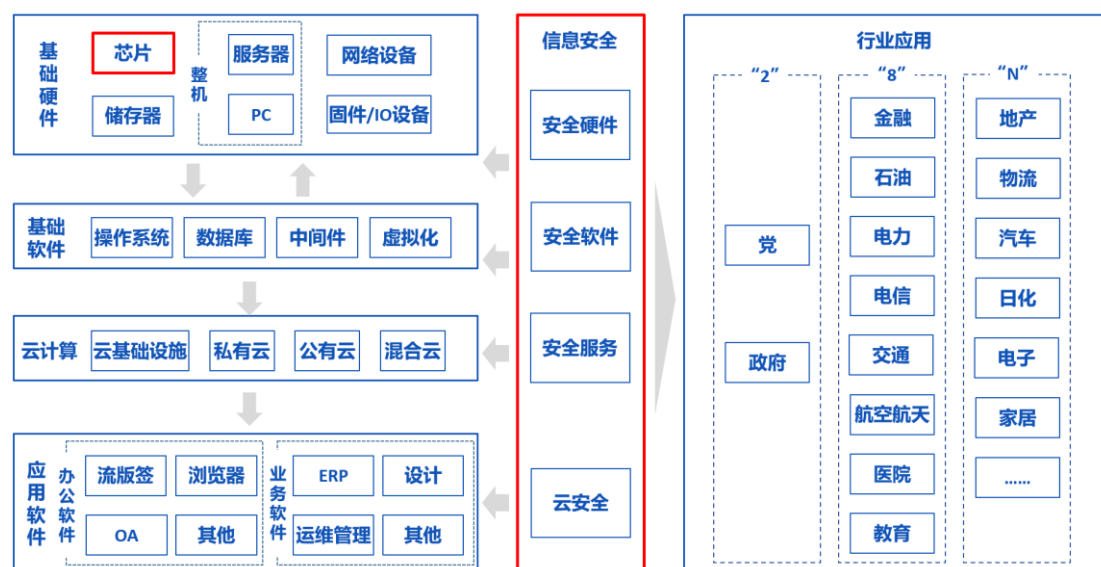 基础硬件
芯片
储存器
整机
服务器
PC
网络设备
固件/IO设备
基础
软件
操作系统
数据库
中间件
虚拟化
云计算
云基础设施
私有云
公有云
混合云
应用软件
办公软件
流版签
浏览器
OA
其他
业务软件
ERP
设计
运维管理
其他
信息安全
安全硬件
安全软件
安全服务
云安全
行业应用
“2”
党
政府
“8”
金融
石油
电力
电信
交通
航空航天
医院
教育
“N”
地产
物流
汽车
日化
电子
家居
……